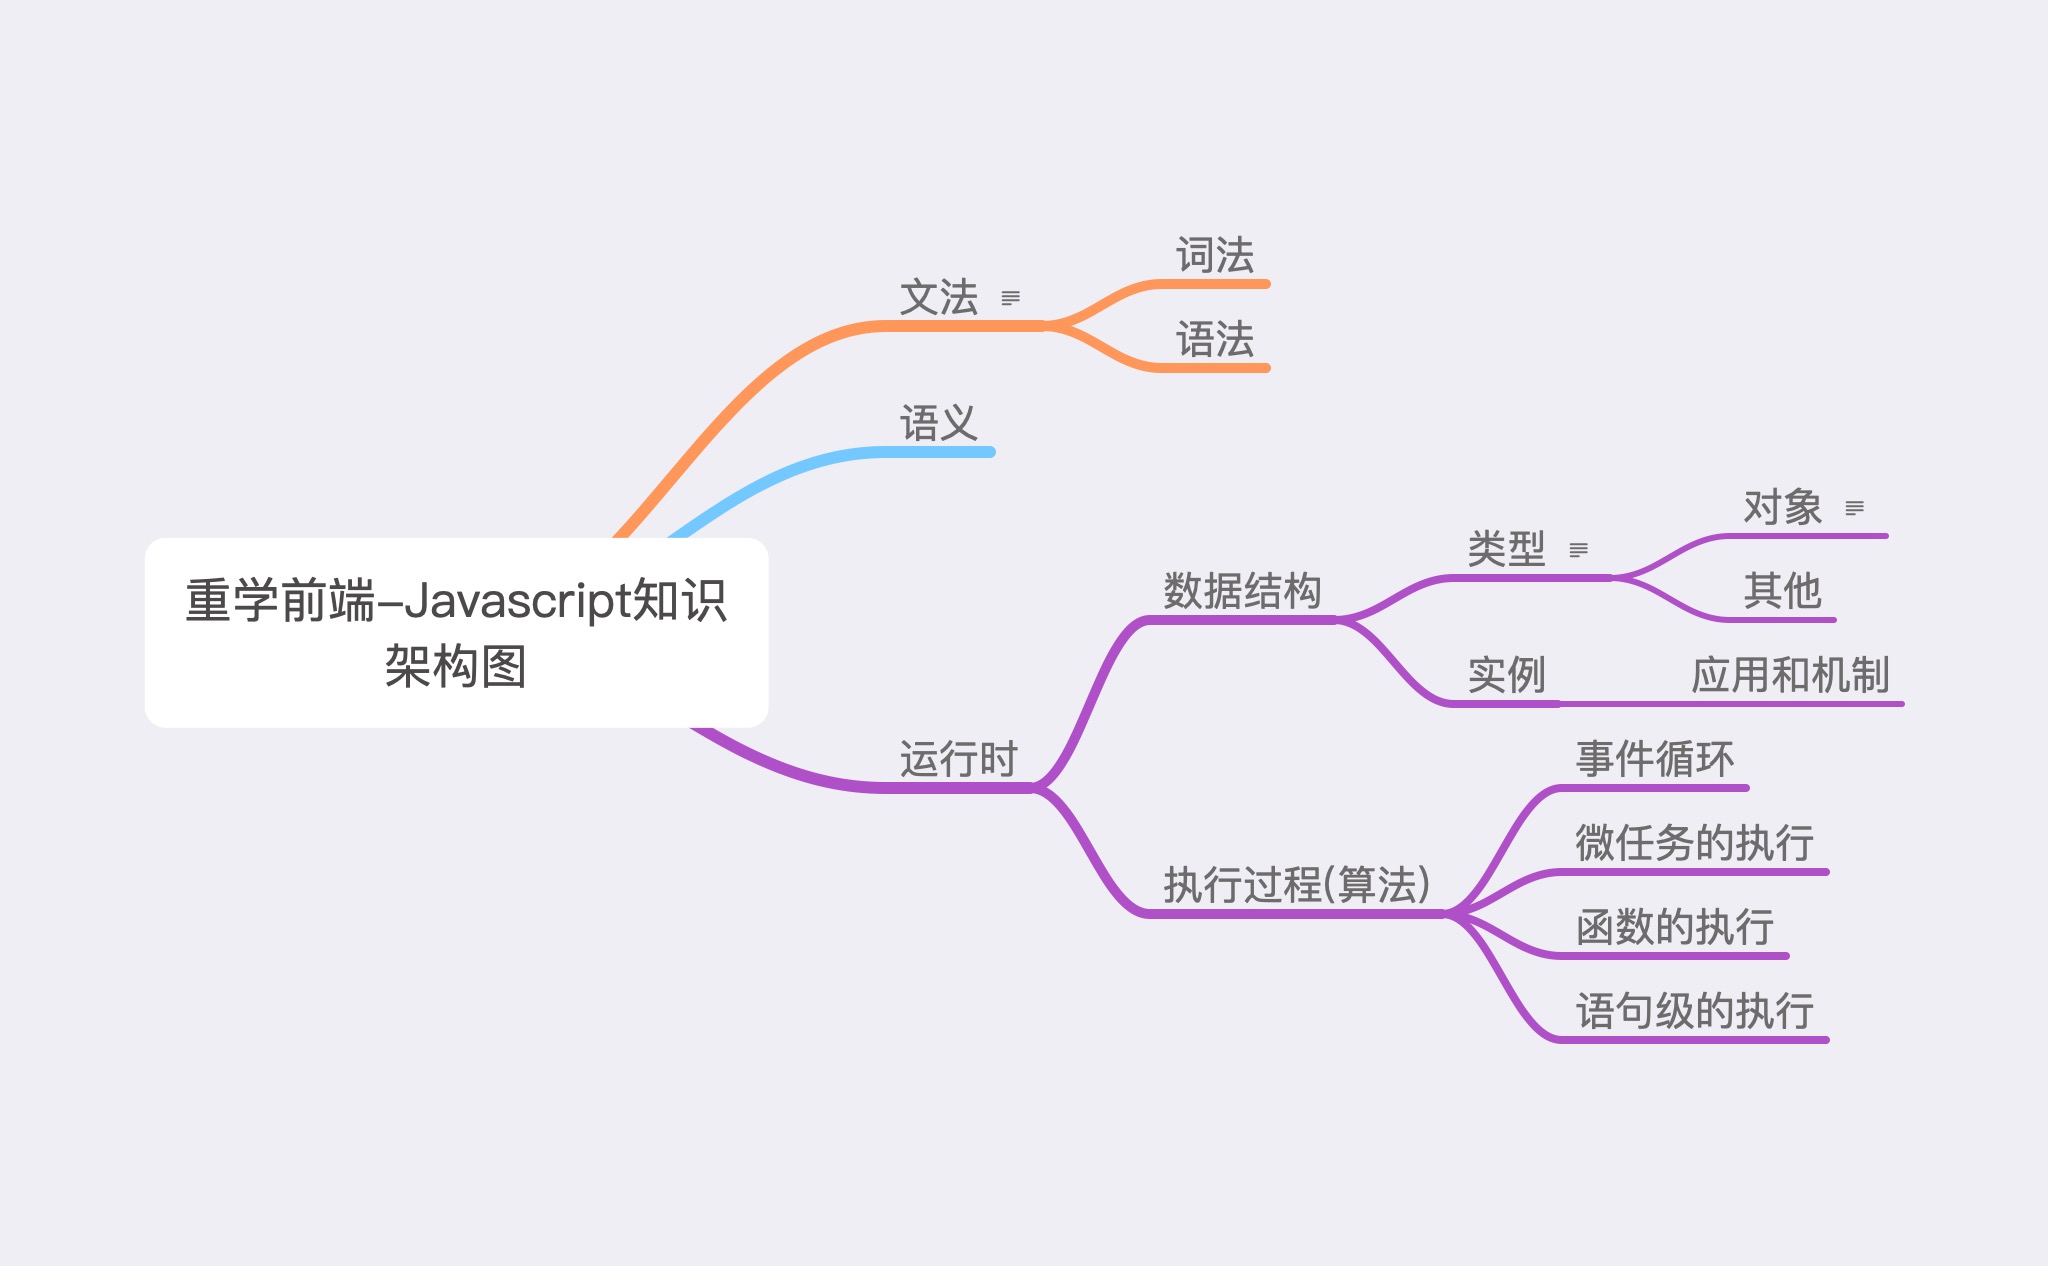 重学前端–Javascript知识
架构图
文法
词法
语法
语义
运行时
数据结构
类型
对象
其他
实例
应用和机制
执行过程(算法)
事件循环
微任务的执行
函数的执行
语句级的执行